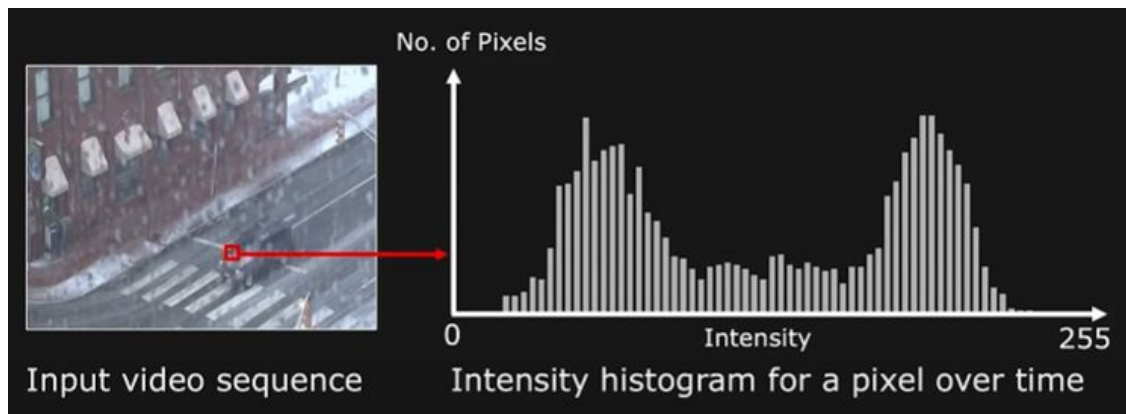 No. of Pixels
0
Intensity
255
Input video sequence
Intensity histogram for a pixel over time